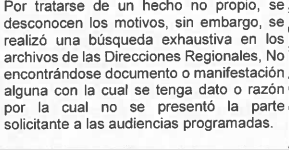 Por tratarse de un hecho no propio, se
desconocen los motivos, sin embargo, se
realizó una búsqueda exhaustiva en los
archivos de las Direcciones Regionales, No
encontrándose documento o manifestación
alguna con la cual se tenga dato o razón
por la cual no se presentó la parte
solicitante a las audiencias programadas.